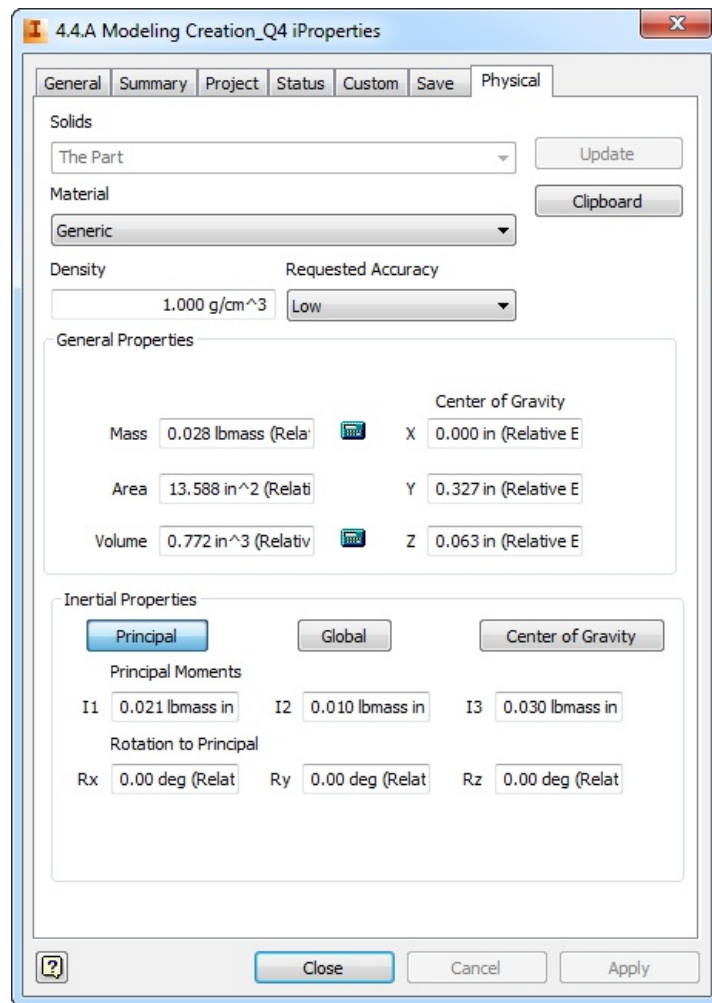 I 4.4.A Modeling Creation_Q4 iProperties X
General Summary Project Status Custom Save Physical
Solids
The Part Update
Material
Clipboard
Generic
Density Requested Accuracy
1.000 g/cm^3 Low
General Properties
Center of Gravity
Mass 0.028 lbmass (Rela X 0.000 in (Relative E
Area 13.588 in^2 (Relati Y 0.327 in (Relative E
Volume 0.772 in^3 (Relativ Z 0.063 in (Relative E
Inertial Properties
Principal Global Center of Gravity
Principal Moments
I1 0.021 lbmass in I2 0.010 lbmass in I3 0.030 lbmass in
Rotation to Principal
Rx 0.00 deg (Relat Ry 0.00 deg (Relat Rz 0.00 deg (Relat
? Close Cancel Apply